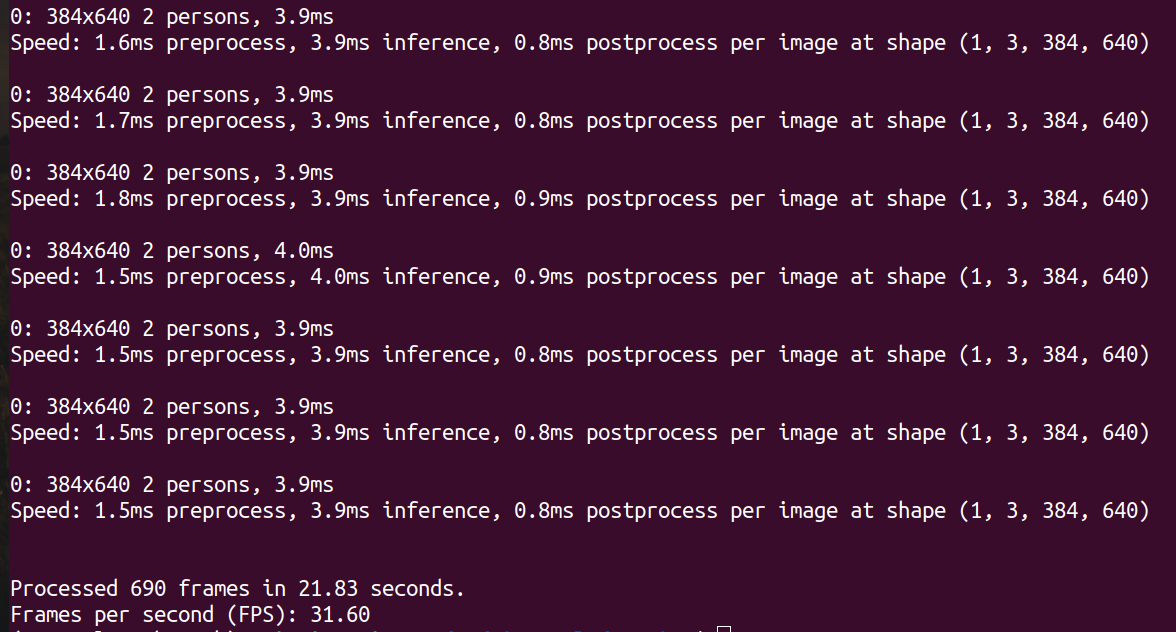 0: 384x640 2 persons, 3.9ms
Speed: 1.6ms preprocess, 3.9ms inference, 0.8ms postprocess per image at shape (1, 3, 384, 640)
0: 384x640 2 persons, 3.9ms
Speed: 1.7ms preprocess, 3.9ms inference, 0.8ms postprocess per image at shape (1, 3, 384, 640)
0: 384x640 2 persons, 3.9ms
Speed: 1.8ms preprocess, 3.9ms inference, 0.9ms postprocess per image at shape (1, 3, 384, 640)
0: 384x640 2 persons, 4.0ms
Speed: 1.5ms preprocess, 4.0ms inference, 0.9ms postprocess per image at shape (1, 3, 384, 640)
0: 384x640 2 persons, 3.9ms
Speed: 1.5ms preprocess, 3.9ms inference, 0.8ms postprocess per image at shape (1, 3, 384, 640)
0: 384x640 2 persons, 3.9ms
Speed: 1.5ms preprocess, 3.9ms inference, 0.8ms postprocess per image at shape (1, 3, 384, 640)
0: 384x640 2 persons, 3.9ms
Speed: 1.5ms preprocess, 3.9ms inference, 0.8ms postprocess per image at shape (1, 3, 384, 640)
Processed 690 frames in 21.83 seconds.
Frames per second (FPS): 31.60